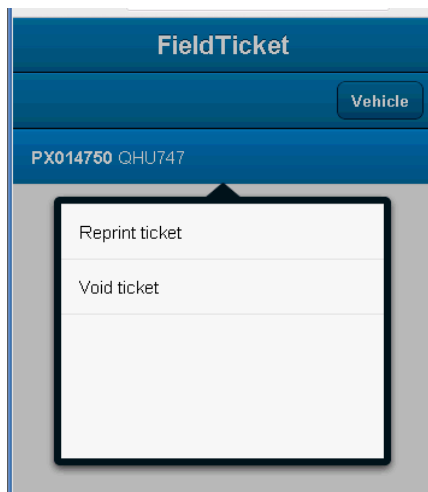 FieldTicket
Vehicle
PX014750 QHU747
Reprint ticket
Void ticket